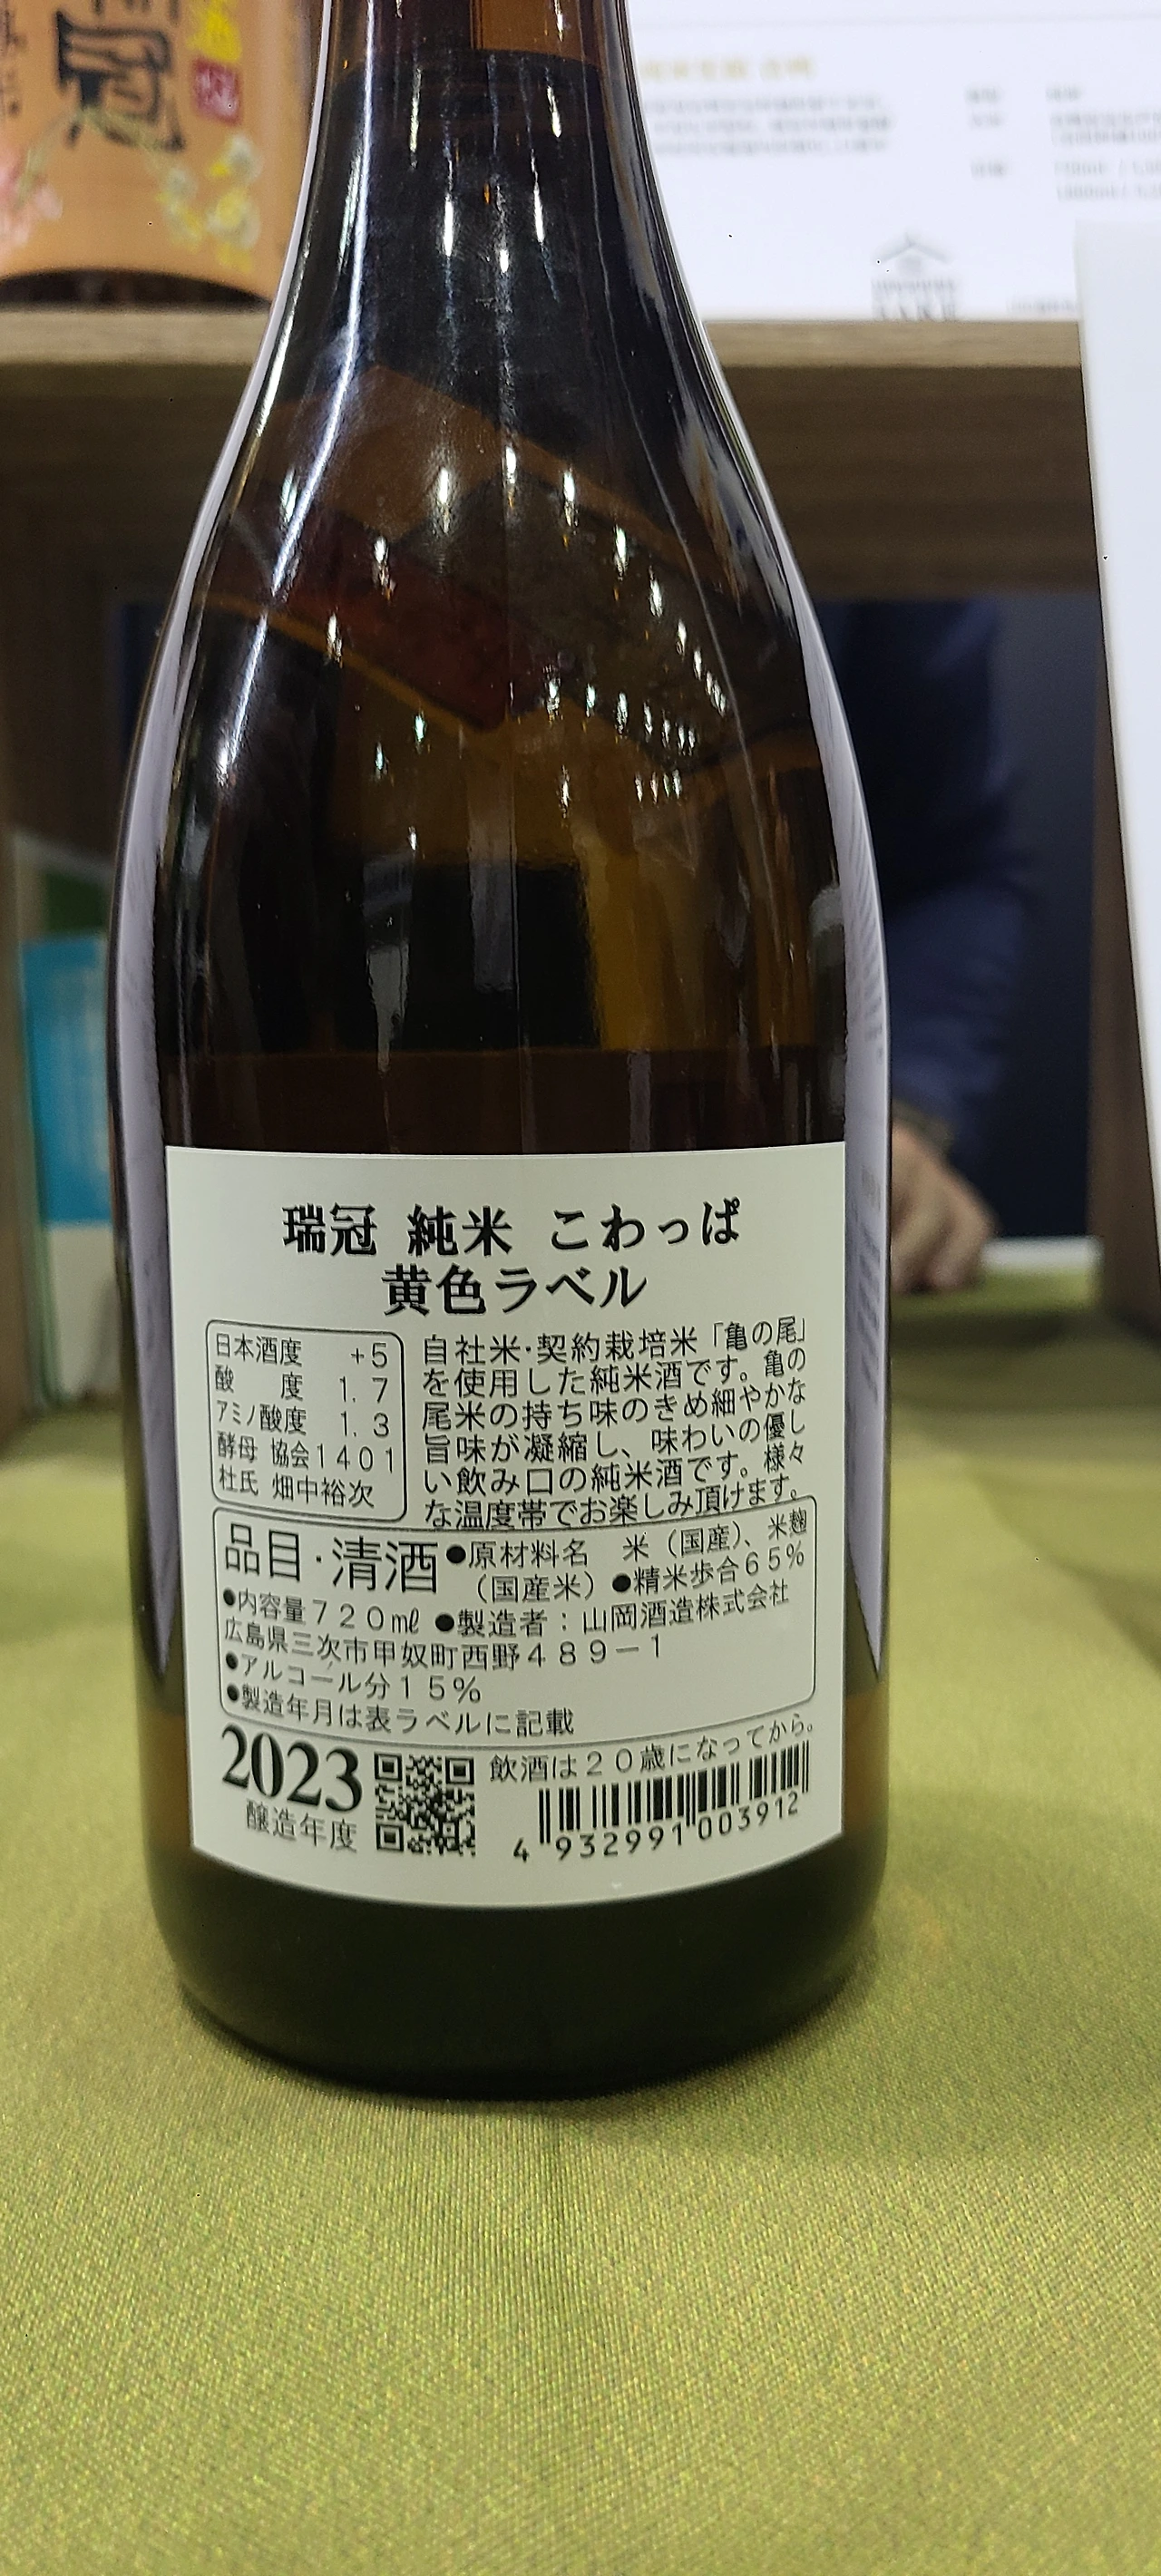 冠
瑞冠 純米 こわっぱ
黄色ラベル
日本酒度 +5
酸 度 1. 7
アミノ酸度 1. 3
酵母 協会1401
杜氏 畑中裕次
自社米･契約栽培米「亀の尾」
を使用した純米酒です。亀の
尾米の持ち味のきめ細やかな
旨味が凝縮し、味わいの優し
い飲み口の純米酒です。様々
な温度帯でお楽しみ頂けます。
品目･清酒 ●原材料名 米（国産）、米麹
（国産米）●精米歩合65%
●内容量720㎖ ●製造者：山岡酒造株式会社
広島県三次市甲奴町西野489－1
●アルコール分15%
●製造年月は表ラベルに記載
2023
醸造年度
飲酒は20歳になってから。
4 932991 003912